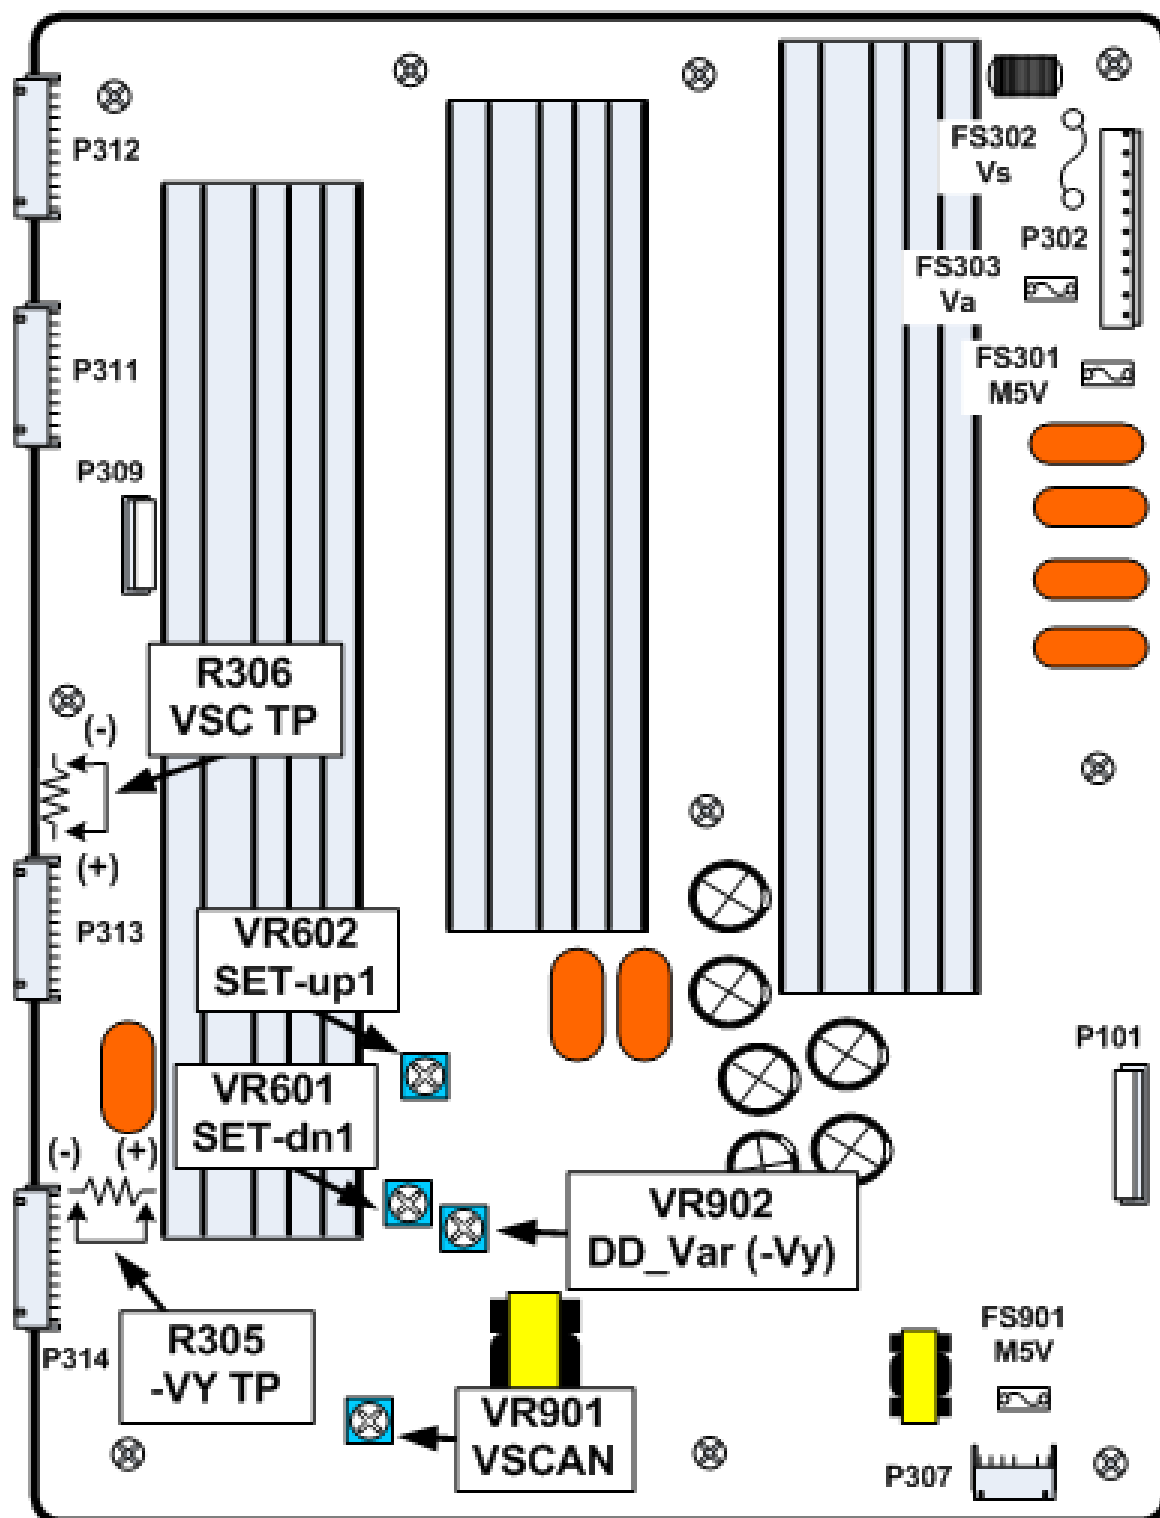 P312
FS302
Vs
P302
FS303
Va
P311
FS301
M5V
P309
R306
VSC TP
(-)
(+)
P313
VR602
SET-up1
P101
VR601
SET-dn1
(-)
(+)
VR902
DD_Var (-Vy)
R305
-VY TP
P314
FS901
M5V
VR901
VSCAN
P307